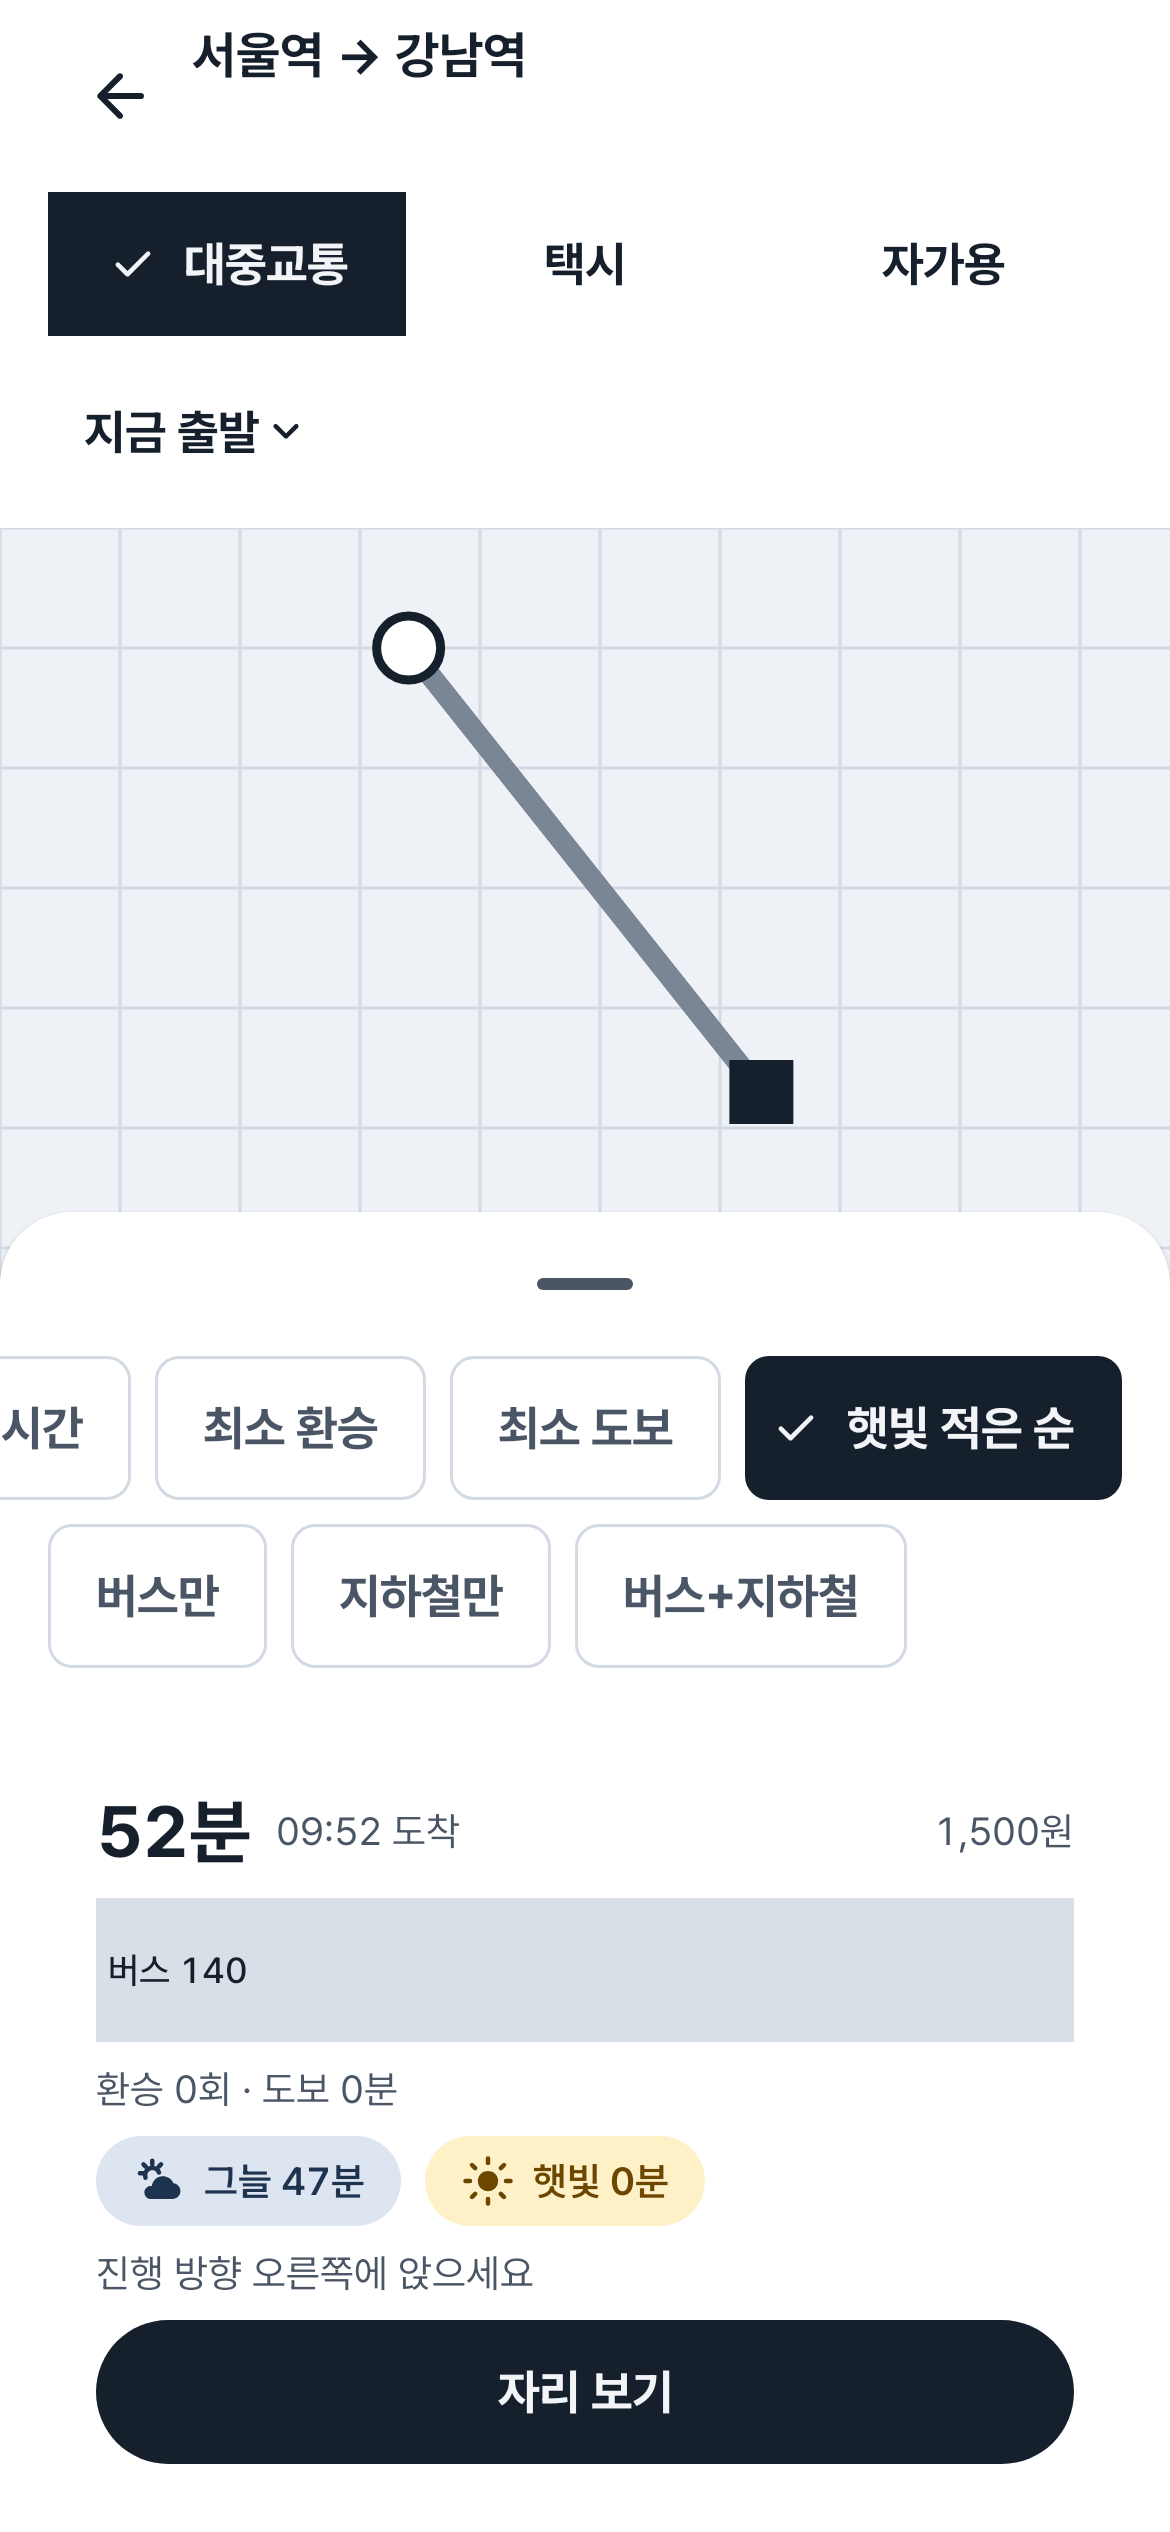 서울역 → 강남역
대중교통 택시 자가용
지금 출발
시간 최소 환승 최소 도보 햇빛 적은 순
버스만 지하철만 버스+지하철
52분 09:52 도착 1,500원
버스 140
환승 0회 · 도보 0분
그늘 47분 햇빛 0분
진행 방향 오른쪽에 앉으세요
자리 보기